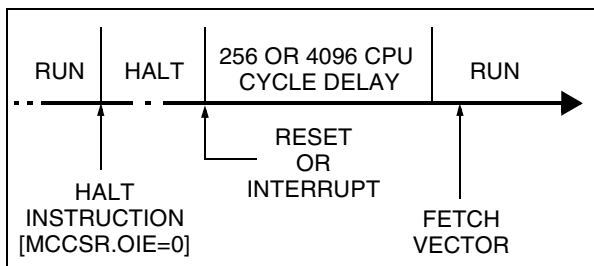 RUN
HALT
256 OR 4096 CPU
CYCLE DELAY
RUN
RESET
OR
INTERRUPT
HALT
INSTRUCTION
[MCCSR.OIE=0]
FETCH
VECTOR